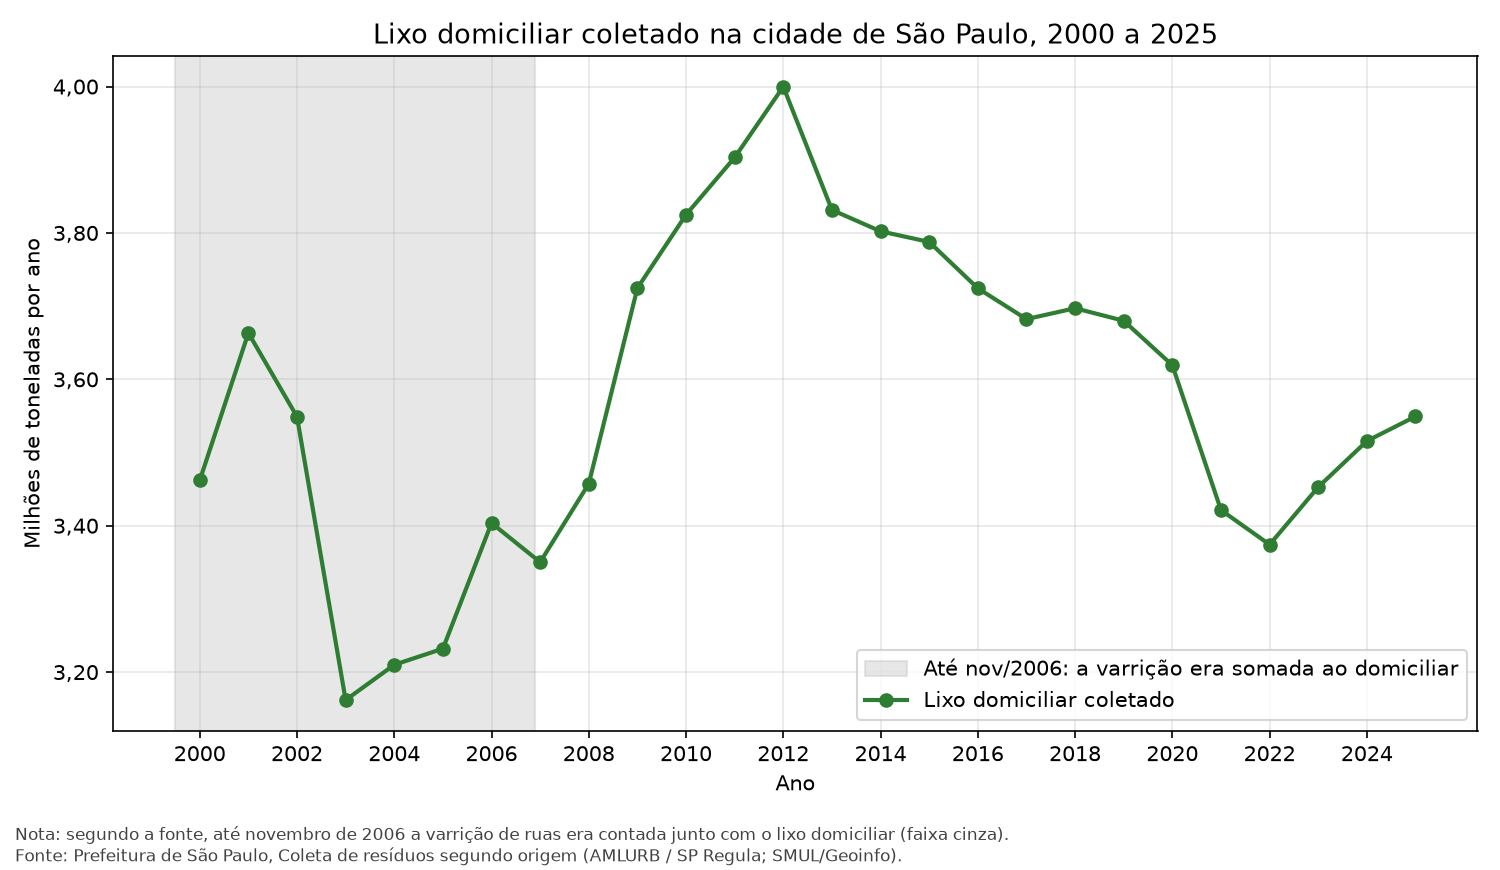 Lixo domiciliar coletado na cidade de São Paulo, 2000 a 2025
Milhões de toneladas por ano
4,00
3,80
3,60
3,40
3,20
Até nov/2006: a varrição era somada ao domiciliar
Lixo domiciliar coletado
2000 2002 2004 2006 2008 2010 2012 2014 2016 2018 2020 2022 2024
Ano
Nota: segundo a fonte, até novembro de 2006 a varrição de ruas era contada junto com o lixo domiciliar (faixa cinza).
Fonte: Prefeitura de São Paulo, Coleta de resíduos segundo origem (AMLURB / SP Regula; SMUL/Geoinfo).